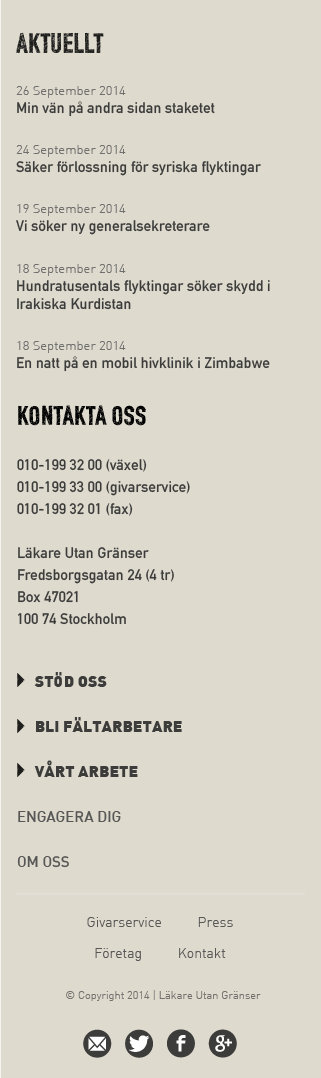 AKTUELLT
26 September 2014
Min vän på andra sidan staketet
24 September 2014
Säker förlossning för syriska flyktingar
19 September 2014
Vi söker ny generalsekreterare
18 September 2014
Hundratusentals flyktingar söker skydd i
Irakiska Kurdistan
18 September 2014
En natt på en mobil hivklinik i Zimbabwe
KONTAKTA OSS
010-199 32 00 (växel)
010-199 33 00 (givarservice)
010-199 32 01 (fax)
Läkare Utan Gränser
Fredsborgsgatan 24 (4 tr)
Box 47021
100 74 Stockholm
STÖD OSS
BLI FÄLTARBETARE
VÅRT ARBETE
ENGAGERA DIG
OM OSS
Givarservice Press
Företag Kontakt
© Copyright 2014 | Läkare Utan Gränser